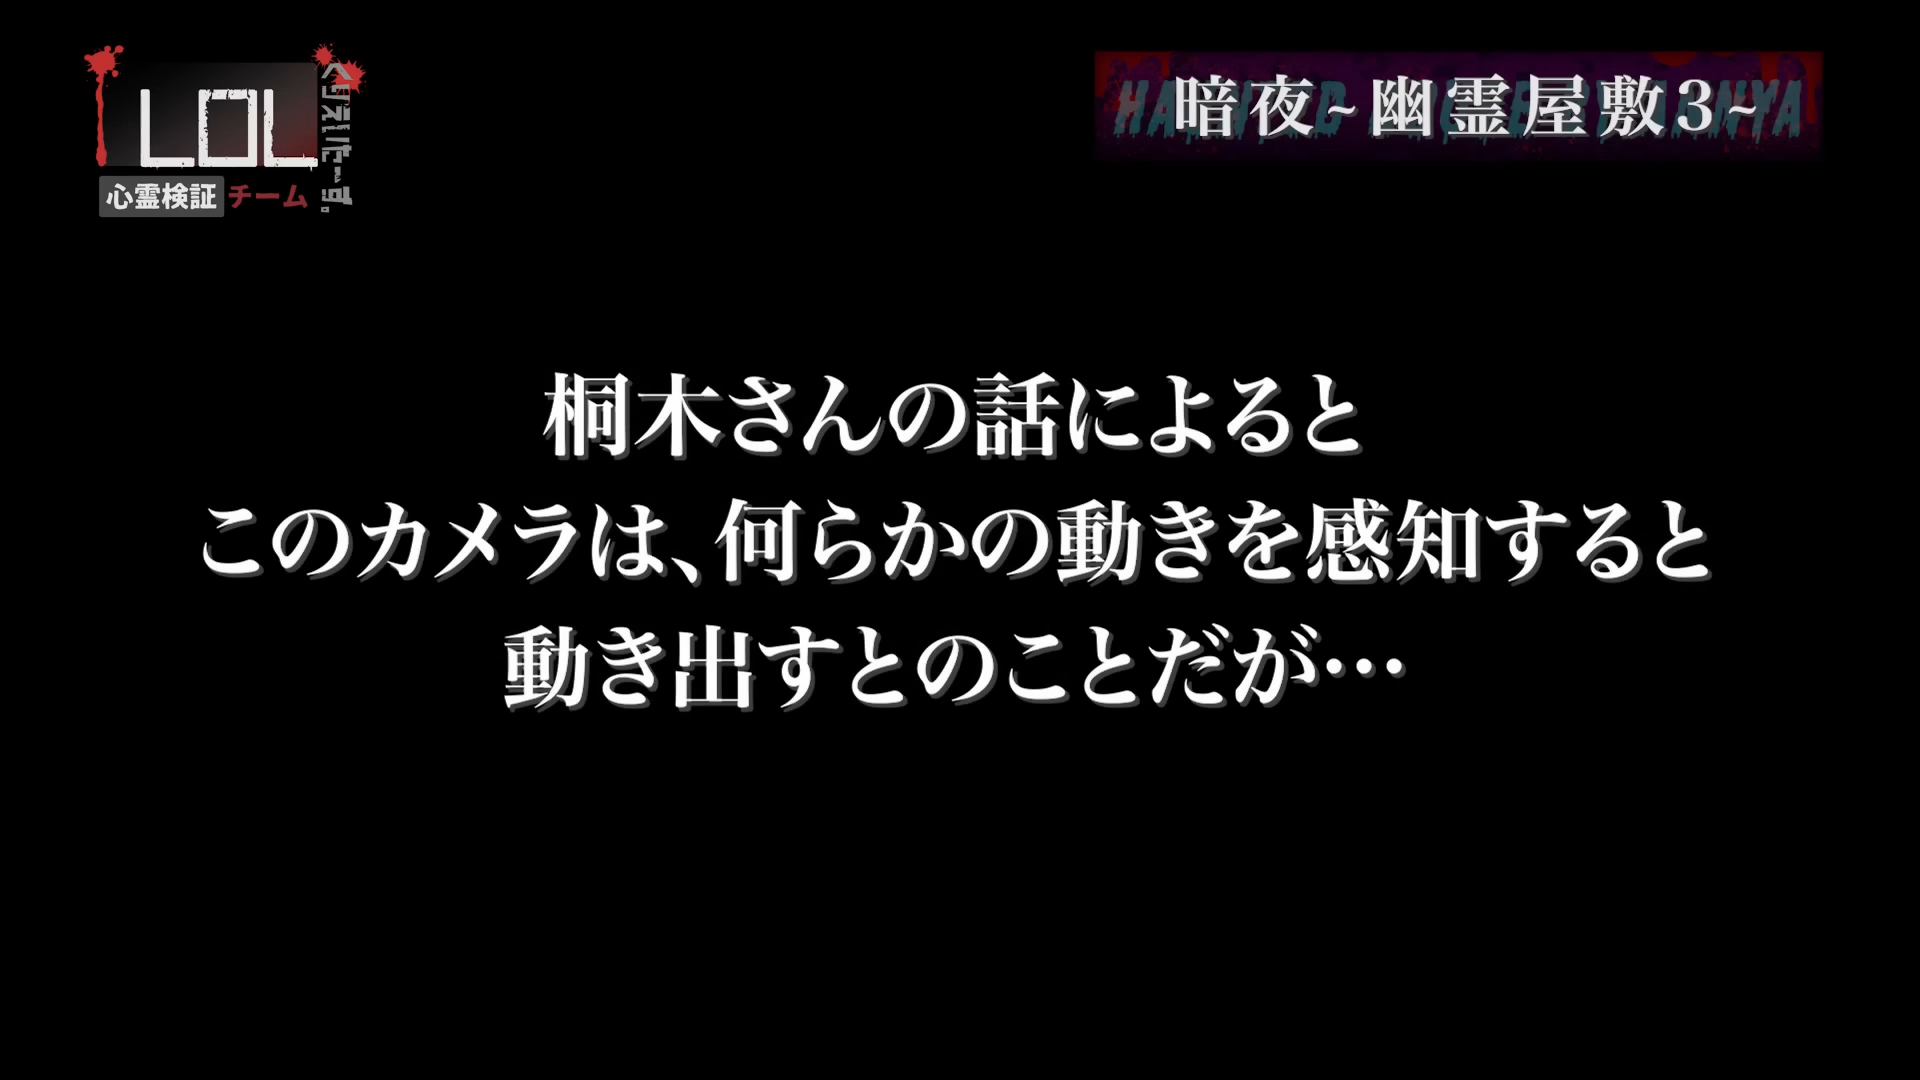 LOL
心霊検証チーム
暗夜~幽霊屋敷3~
桐木さんの話によると
このカメラは、何らかの動きを感知すると
動き出すとのことだが…